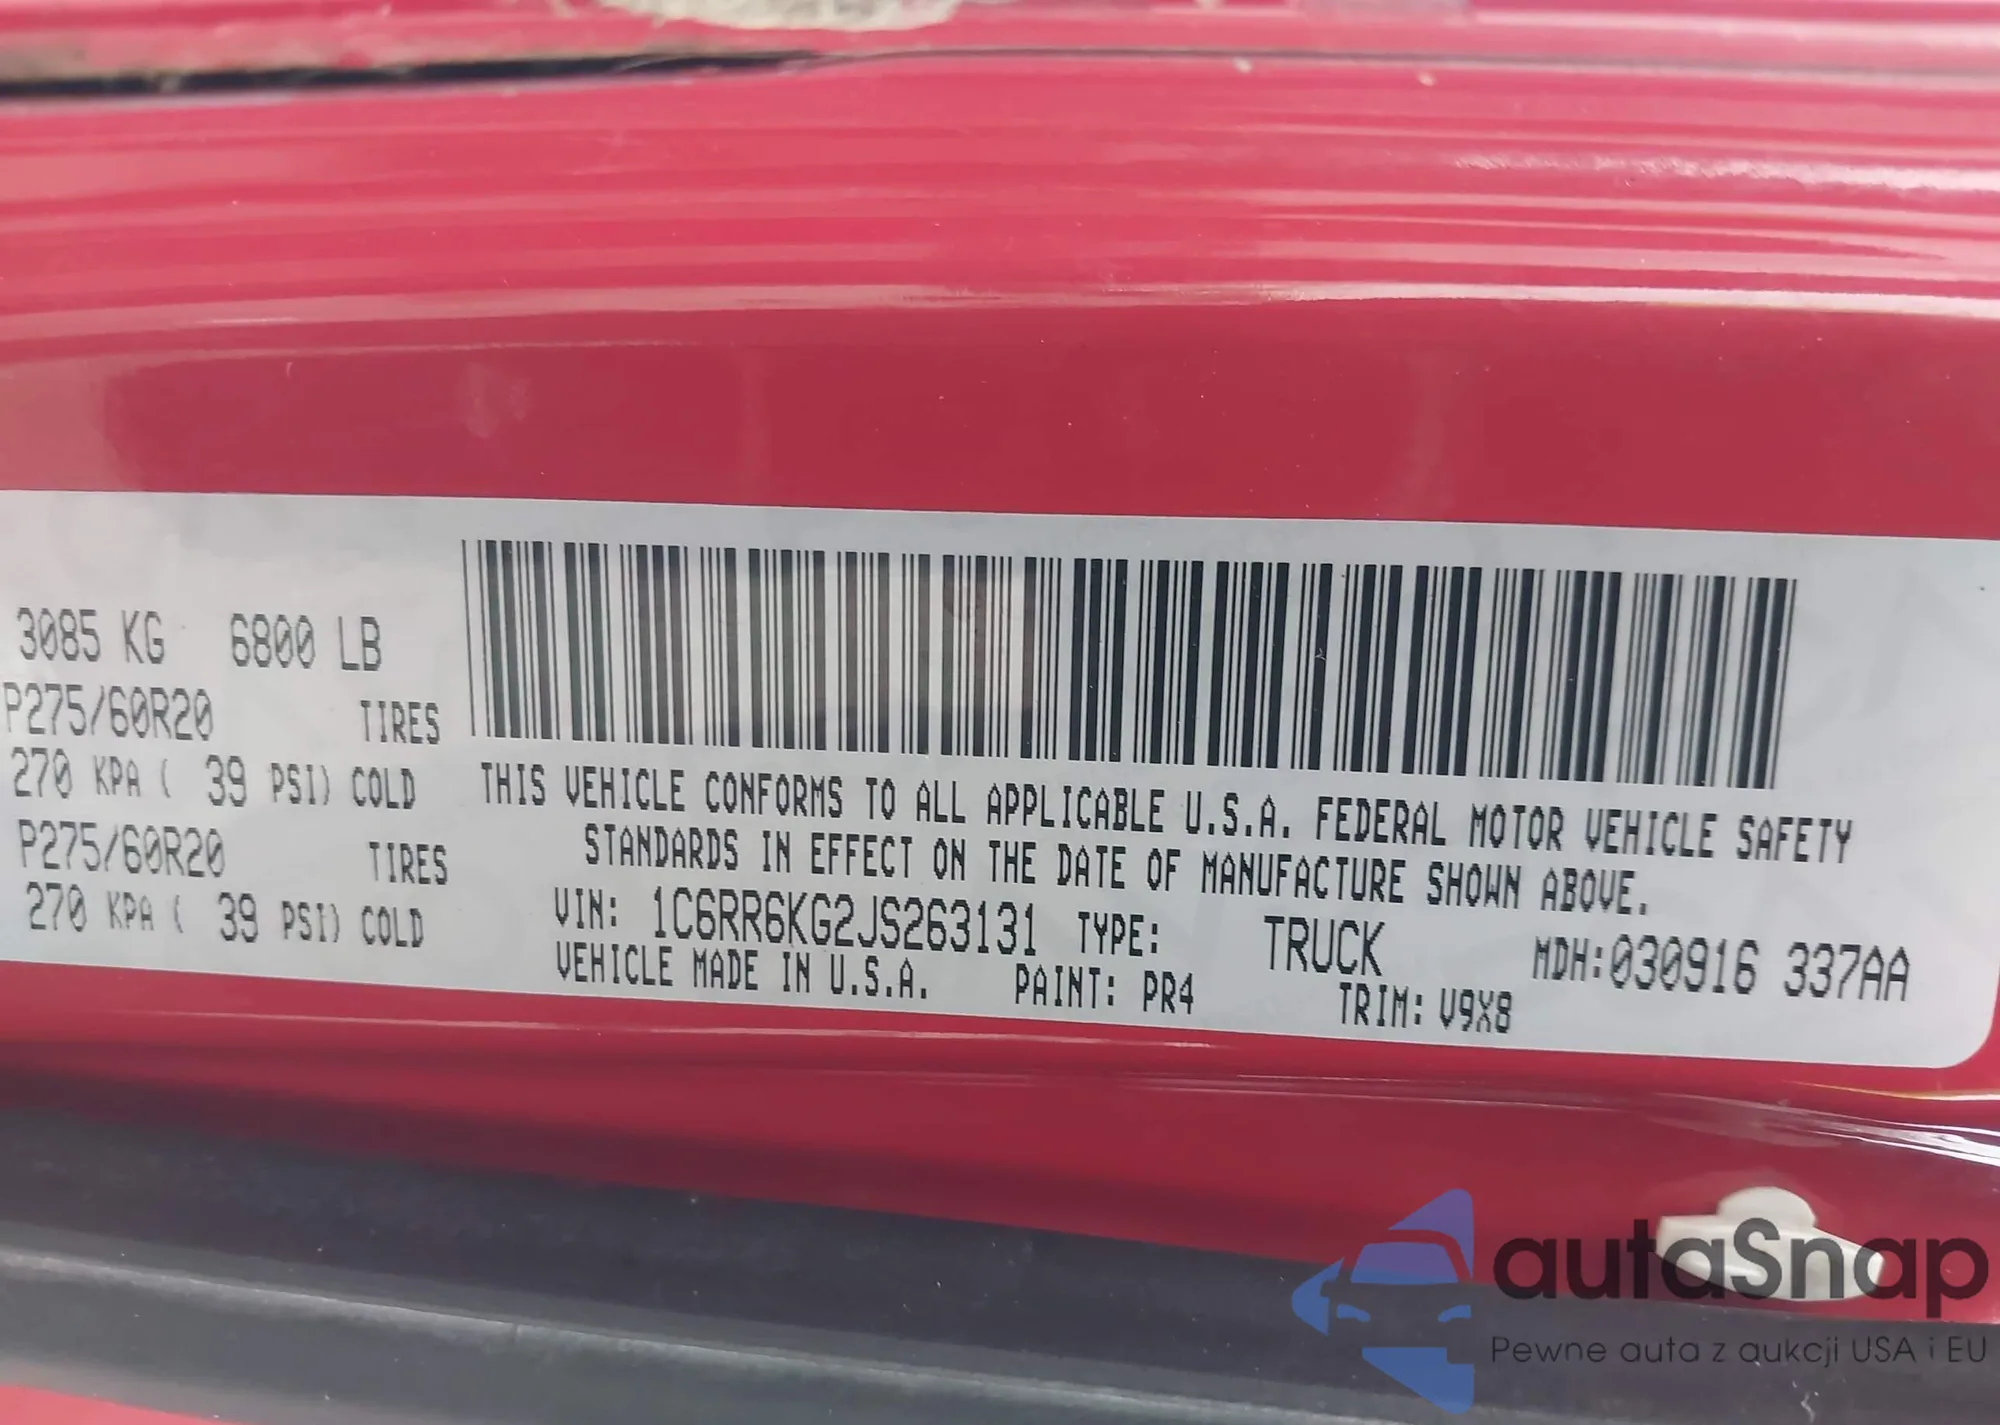 3085 KG 6800 LB
P275/60R20 TIRES
270 KPA ( 39 PSI) COLD
P275/60R20 TIRES
270 KPA ( 39 PSI) COLD
THIS VEHICLE CONFORMS TO ALL APPLICABLE U.S.A. FEDERAL MOTOR VEHICLE SAFETY
STANDARDS IN EFFECT ON THE DATE OF MANUFACTURE SHOWN ABOVE.
VIN: 1C6RR6KG2JS263131 TYPE: TRUCK MDH:030916 337AA
VEHICLE MADE IN U.S.A. PAINT: PR4 TRIM: V9X8
autaSnap
Pewne auta z aukcji USA i EU